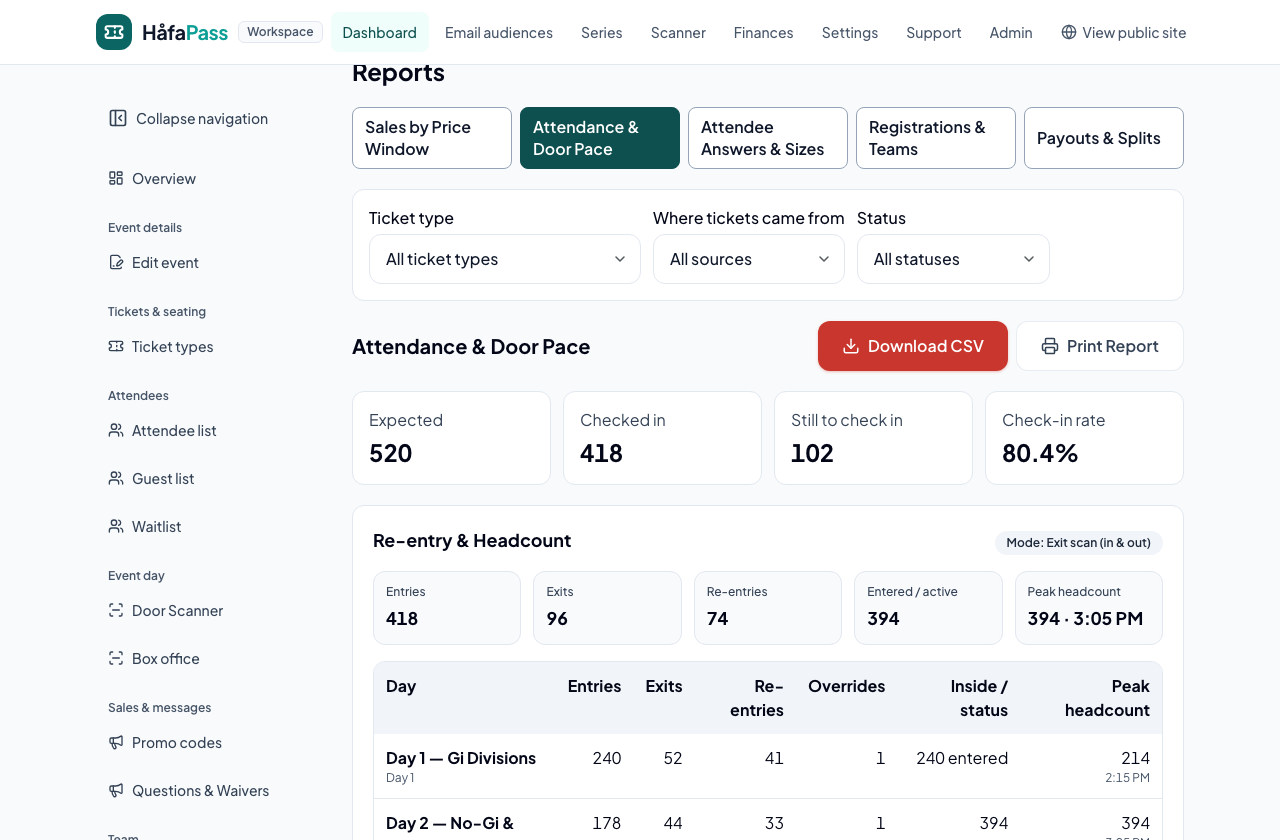 HåfaPass
Workspace
Dashboard
Email audiences
Series
Scanner
Finances
Settings
Support
Admin
View public site
Reports
Collapse navigation
Overview
Event details
Edit event
Tickets & seating
Ticket types
Attendees
Attendee list
Guest list
Waitlist
Event day
Door Scanner
Box office
Sales & messages
Promo codes
Questions & Waivers
Team
Sales by Price
Window
Attendance &
Door Pace
Attendee
Answers & Sizes
Registrations &
Teams
Payouts & Splits
Ticket type
Where tickets came from
Status
All ticket types
All sources
All statuses
Attendance & Door Pace
Download CSV
Print Report
Expected
520
Checked in
418
Still to check in
102
Check-in rate
80.4%
Re-entry & Headcount
Mode: Exit scan (in & out)
Entries
418
Exits
96
Re-entries
74
Entered / active
394
Peak headcount
394 · 3:05 PM
Day
Entries
Exits
Re-
entries
Overrides
Inside /
status
Peak
headcount
Day 1 — Gi Divisions
Day 1
240
52
41
1
240 entered
214
2:15 PM
Day 2 — No-Gi &
178
44
33
1
394
394